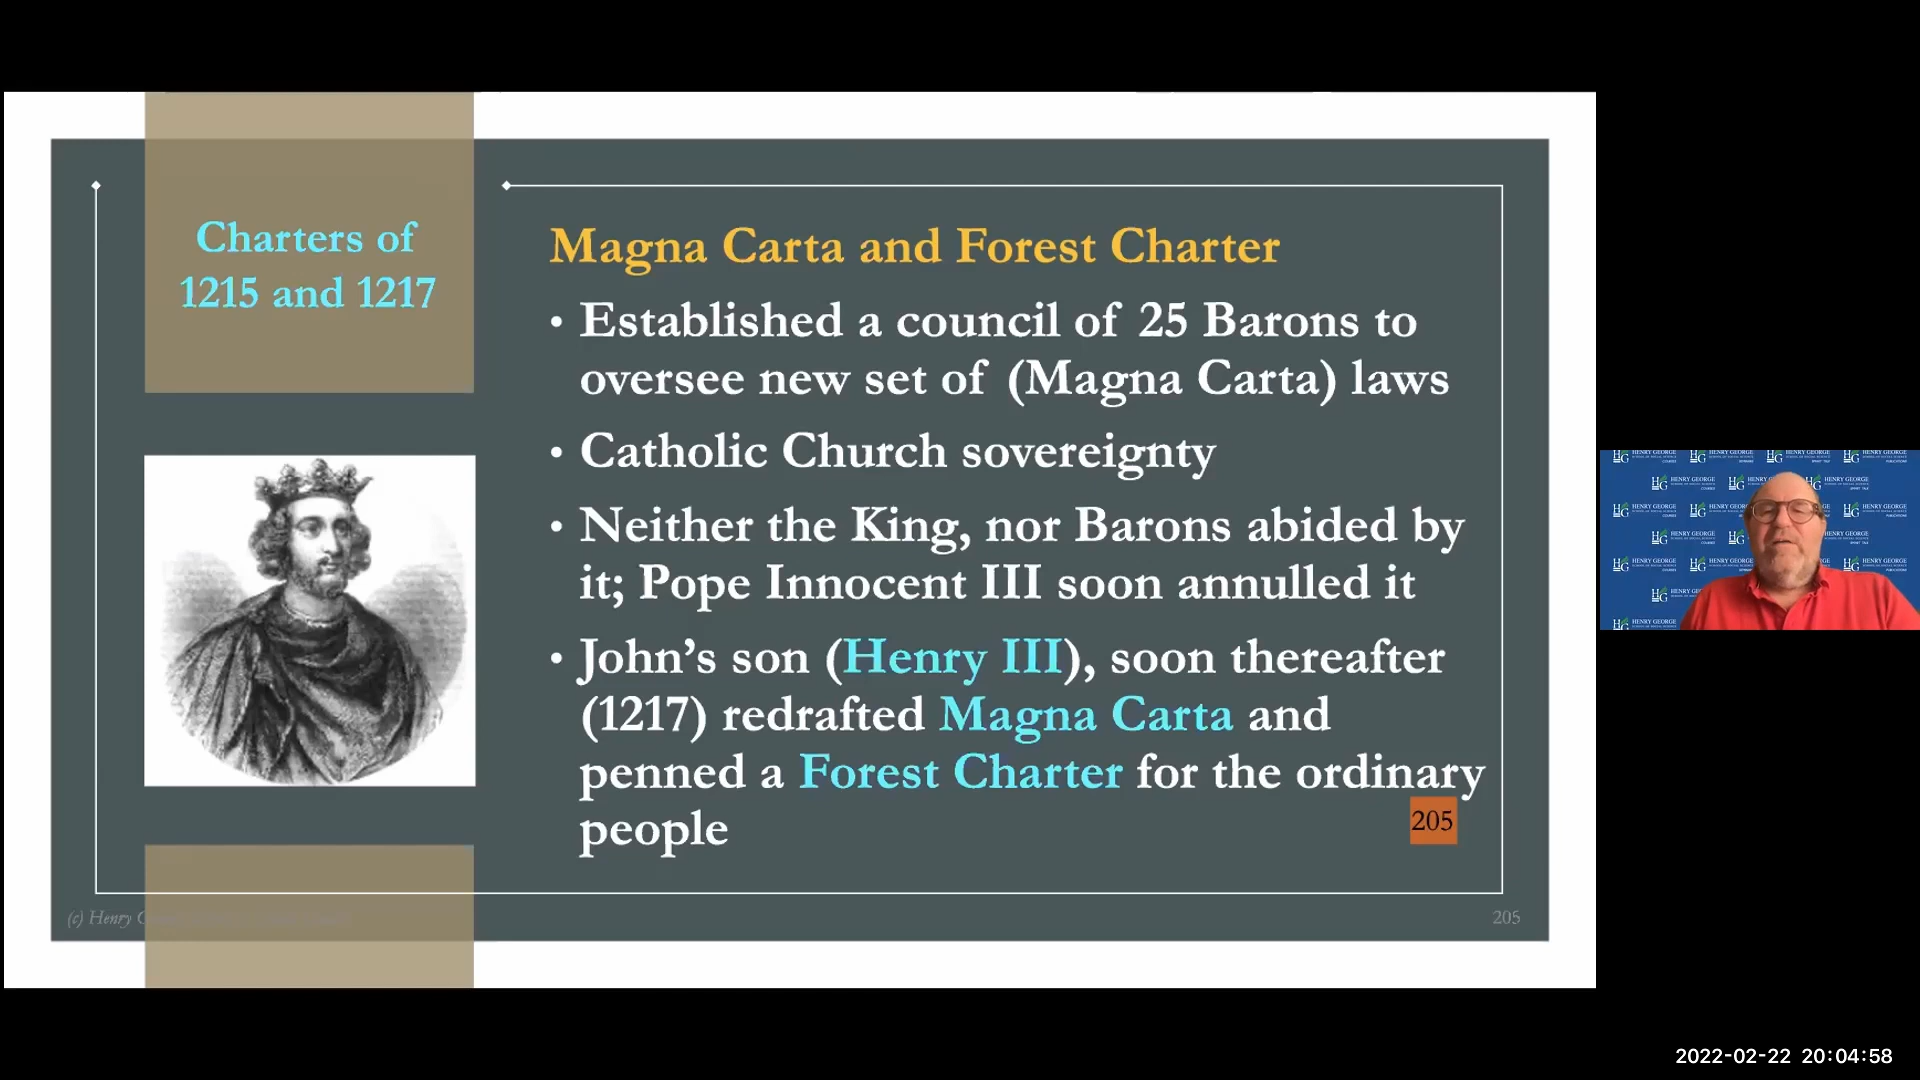 Charters of
1215 and 1217
Magna Carta and Forest Charter
• Established a council of 25 Barons to
oversee new set of (Magna Carta) laws
• Catholic Church sovereignty
• Neither the King, nor Barons abided by
it; Pope Innocent III soon annulled it
• John’s son (Henry III), soon thereafter
(1217) redrafted Magna Carta and
penned a Forest Charter for the ordinary
people
205
(c) Henry
205
HENRY GEORGE
2022-02-22 20:04:58